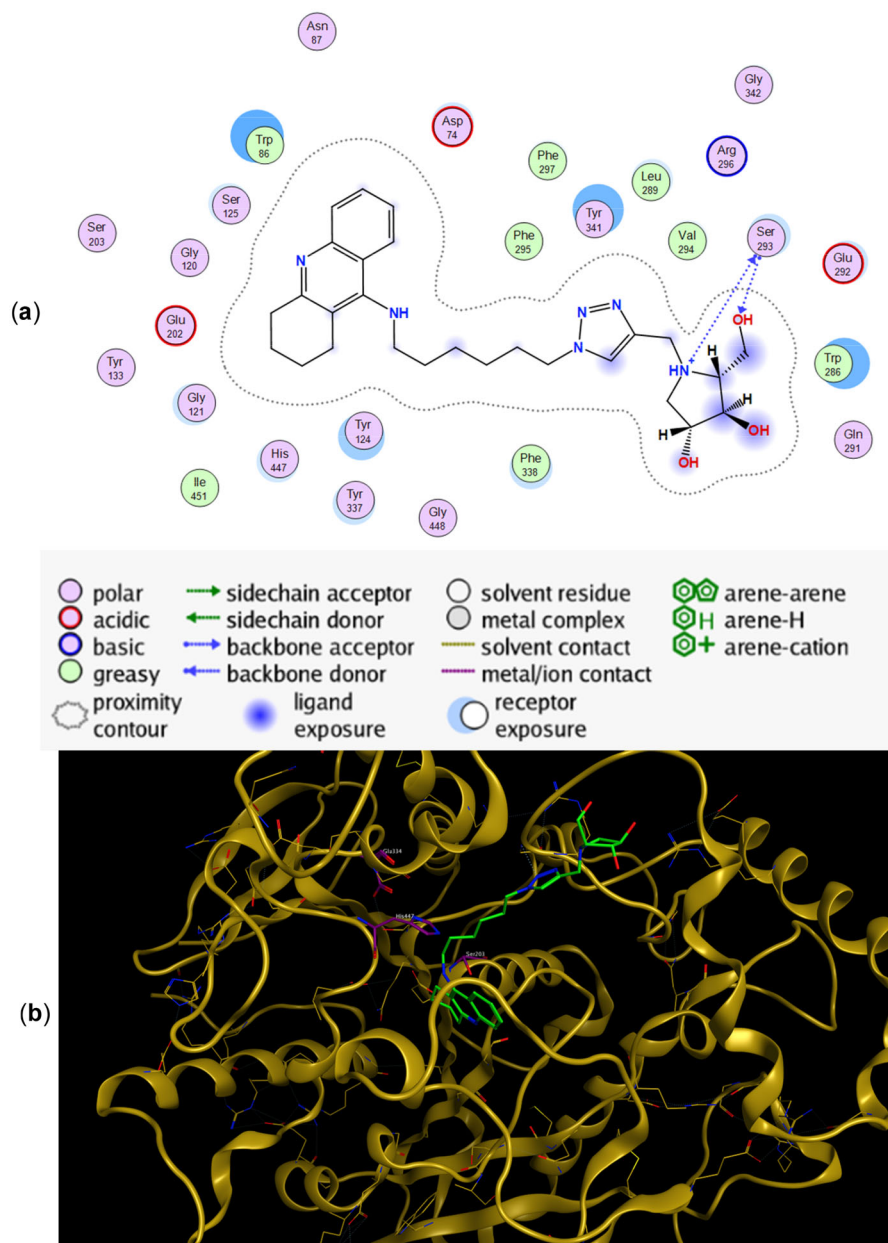 Asn
87
Gly
342
Asp
74
Trp
86
Arg
296
Phe
297
Leu
289
Ser
125
Tyr
341
Ser
203
Phe
295
Val
294
Ser
293
Gly
120
Glu
292
N
NH
N
N
N
OH
(a)
Glu
202
HN
+
H
H
H
OH
OH
Trp
286
Tyr
133
Gly
121
Tyr
124
Gln
291
His
447
Phe
338
Ile
451
Tyr
337
Gly
448
polar sidechain acceptor solvent residue arene-arene
acidic sidechain donor metal complex H arene-H
basic backbone acceptor solvent contact + arene-cation
greasy backbone donor metal/ion contact
proximity ligand receptor
contour exposure exposure
Glu334
His447
Ser203
(b)